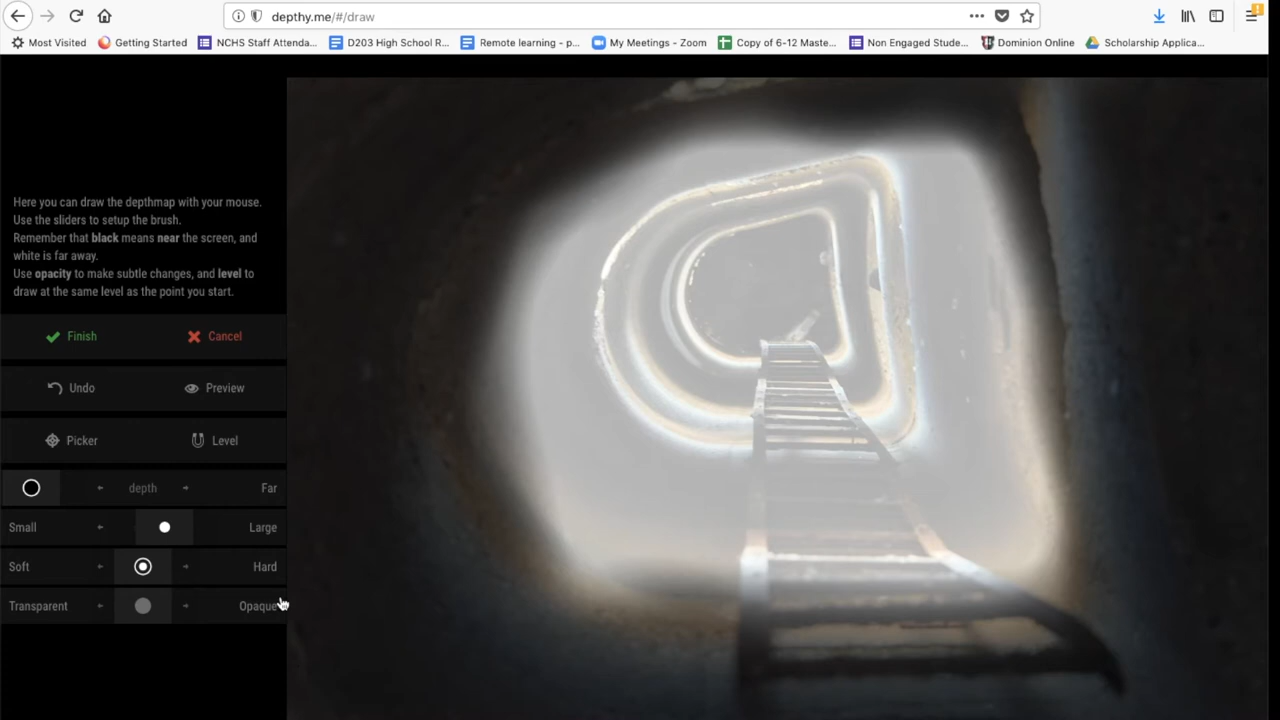 depthy.me/#/draw
Most Visited Getting Started NCHS Staff Attenda... D203 High School R... Remote learning - p... My Meetings - Zoom Copy of 6-12 Maste... Non Engaged Stude... Dominion Online Scholarship Applica...
Here you can draw the depthmap with your mouse.
Use the sliders to setup the brush.
Remember that black means near the screen, and
white is far away.
Use opacity to make subtle changes, and level to
draw at the same level as the point you start.
Finish Cancel
Undo Preview
Picker Level
depth Far
Small Large
Soft Hard
Transparent Opaque